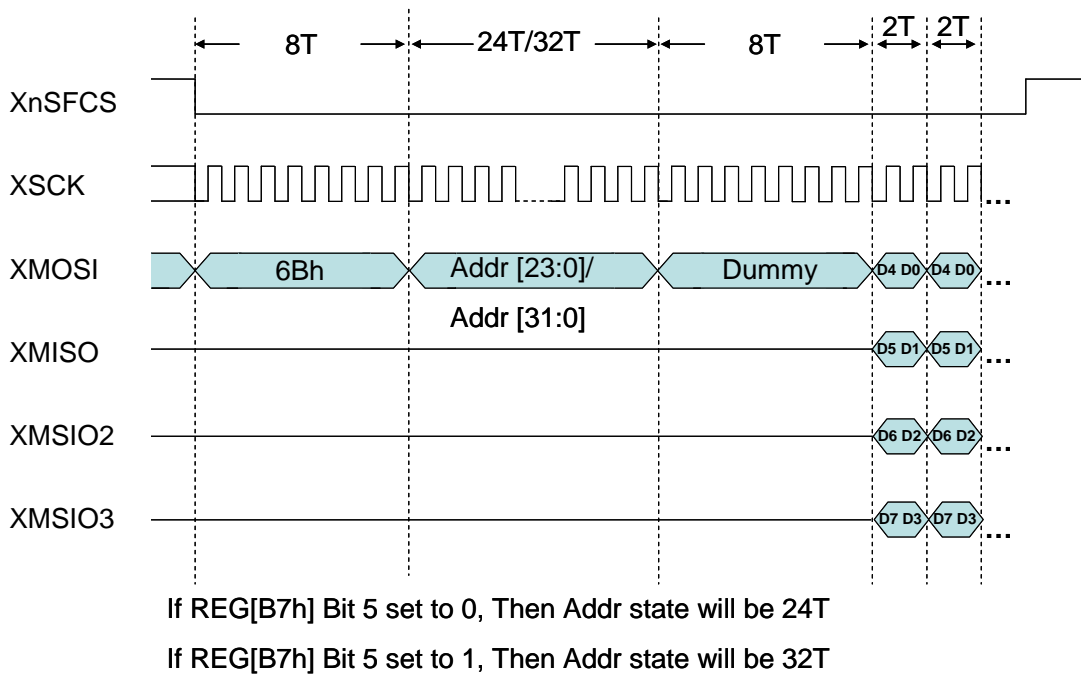 8T 24T/32T 8T 2T 2T
XnSFCS
XSCK ...
XMOSI 6Bh Addr [23:0]/ Dummy D4 D0 D4 D0 ...
Addr [31:0]
XMISO D5 D1 D5 D1 ...
XMSIO2 D6 D2 D6 D2 ...
XMSIO3 D7 D3 D7 D3 ...
If REG[B7h] Bit 5 set to 0, Then Addr state will be 24T
If REG[B7h] Bit 5 set to 1, Then Addr state will be 32T